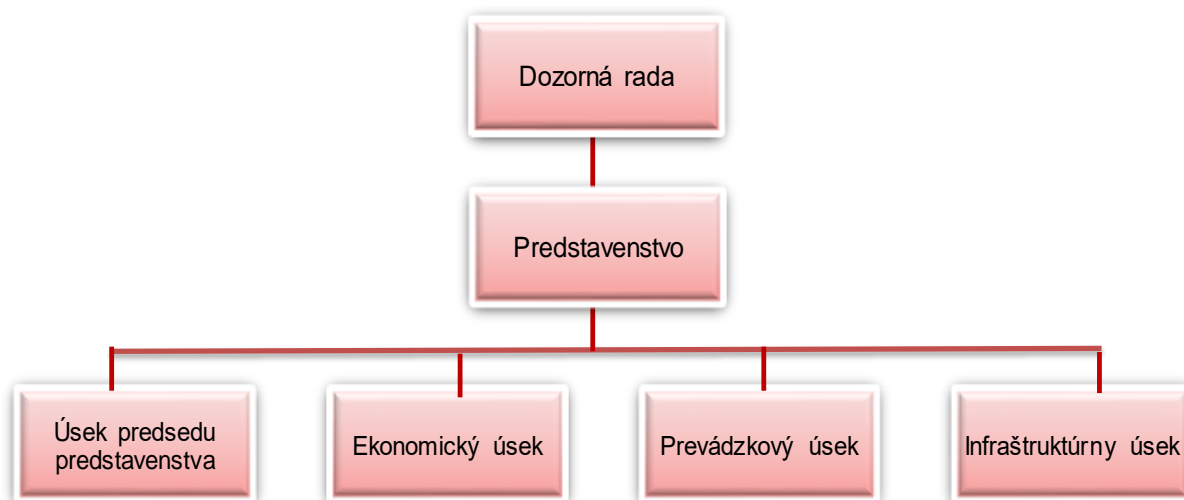 Dozorná rada
Predstavenstvo
Úsek predsedu
predstavenstva
Ekonomický úsek
Prevádzkový úsek
Infraštruktúrny úsek